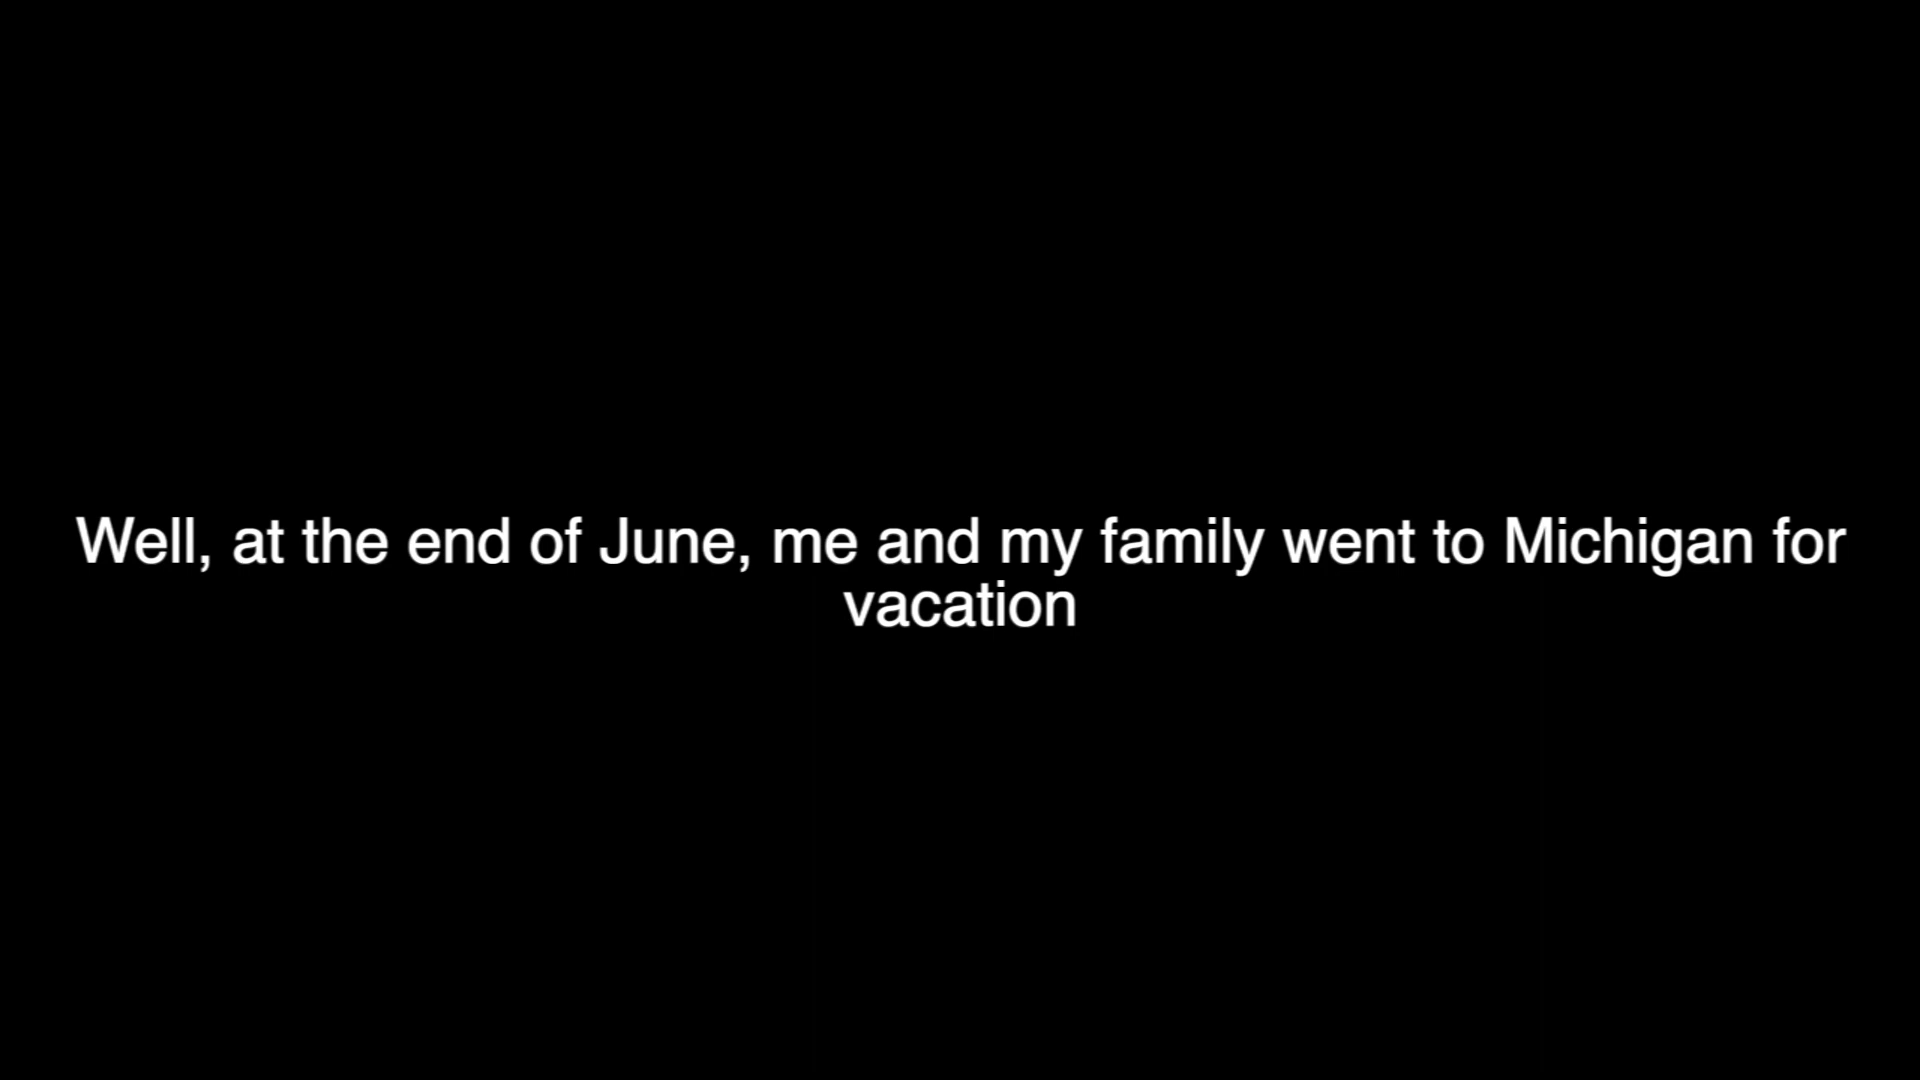 Well, at the end of June, me and my family went to Michigan for
vacation